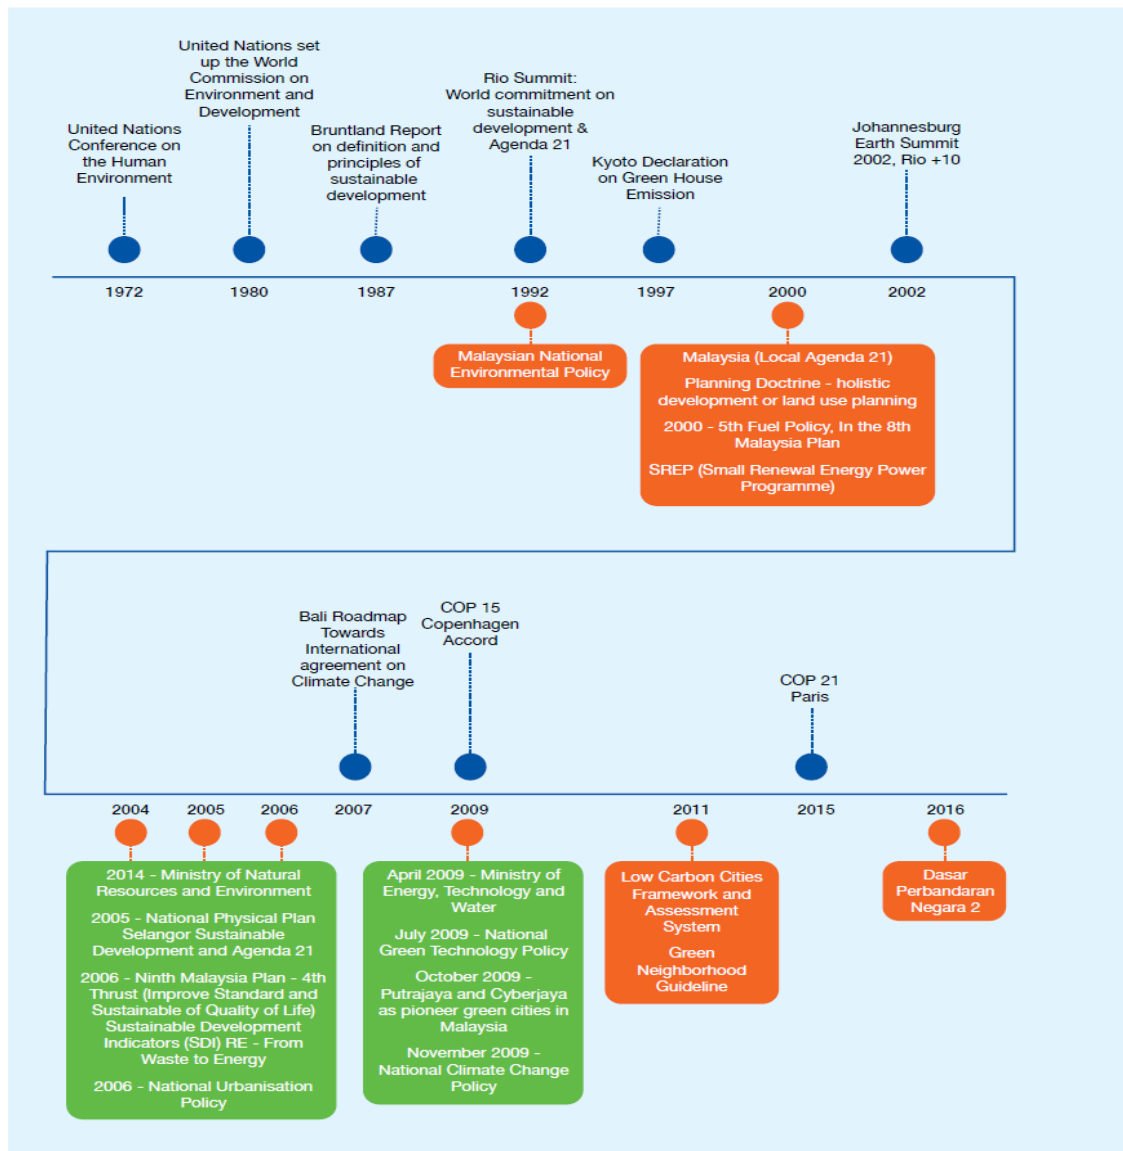 United Nations
Conference on
the Human
Environment
United Nations set
up the World
Commission on
Environment and
Development
Bruntland Report
on definition and
principles of
sustainable
development
Rio Summit:
World commitment on
sustainable
development &
Agenda 21
Kyoto Declaration
on Green House
Emission
Johannesburg
Earth Summit
2002, Rio +10
1972
1980
1987
1992
1997
2000
2002
Malaysian National
Environmental Policy
Malaysia (Local Agenda 21)
Planning Doctrine - holistic
development or land use planning
2000 - 5th Fuel Policy, In the 8th
Malaysia Plan
SREP (Small Renewal Energy Power
Programme)
Bali Roadmap
Towards
International
agreement on
Climate Change
COP 15
Copenhagen
Accord
COP 21
Paris
2004
2005
2006
2007
2009
2011
2015
2016
2014 - Ministry of Natural
Resources and Environment
2005 - National Physical Plan
Selangor Sustainable
Development and Agenda 21
2006 - Ninth Malaysia Plan - 4th
Thrust (Improve Standard and
Sustainable of Quality of Life)
Sustainable Development
Indicators (SDI) RE - From
Waste to Energy
2006 - National Urbanisation
Policy
April 2009 - Ministry of
Energy, Technology and
Water
July 2009 - National
Green Technology Policy
October 2009 -
Putrajaya and Cyberjaya
as pioneer green cities in
Malaysia
November 2009 -
National Climate Change
Policy
Low Carbon Cities
Framework and
Assessment
System
Green
Neighborhood
Guideline
Dasar
Perbandaran
Negara 2